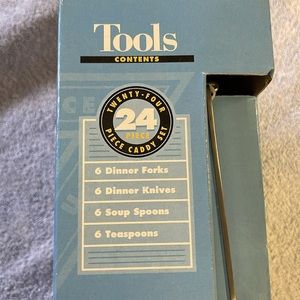 Tools
CONTENTS
TWENTY-FOUR
24
PIECE
PIECE CADDY SET
6 Dinner Forks
6 Dinner Knives
6 Soup Spoons
6 Teaspoons